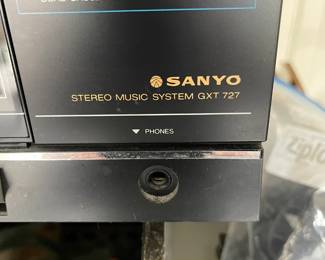 SANYO
STEREO MUSIC SYSTEM GXT 727
PHONES